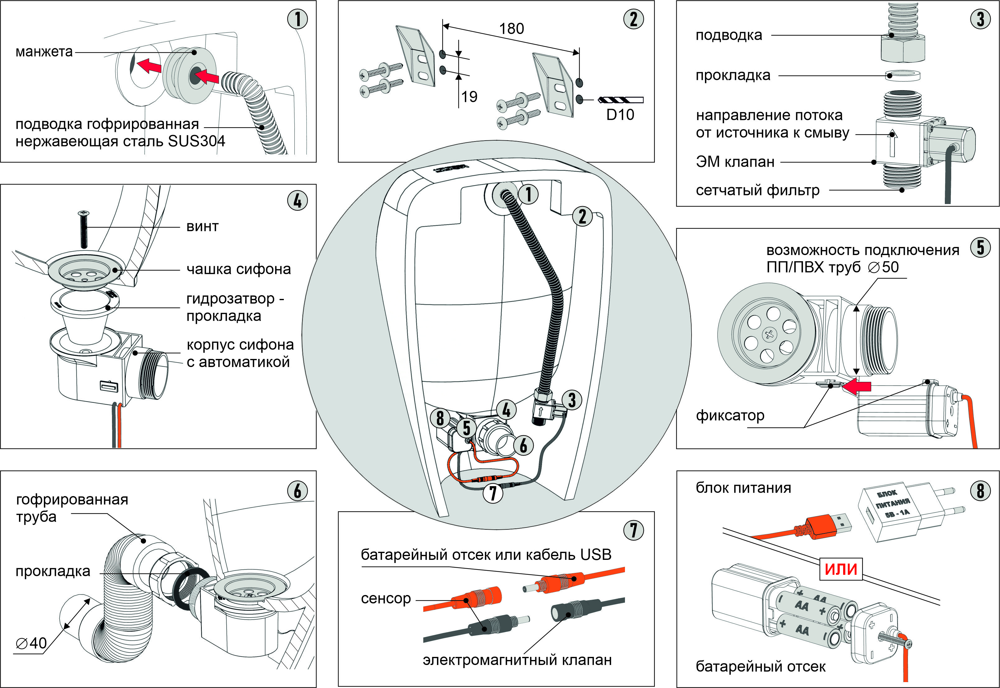 1
манжета
подводка гофрированная
нержавеющая сталь SUS304
2
180
19
D10
3
подводка
прокладка
направление потока
от источника к смыву
ЭМ клапан
сетчатый фильтр
4
винт
чашка сифона
гидрозатвор -
прокладка
корпус сифона
с автоматикой
1
2
3
4
5
6
7
8
5
возможность подключения
ПП/ПВХ труб ∅50
фиксатор
6
гофрированная
труба
прокладка
∅40
7
батарейный отсек или кабель USB
сенсор
электромагнитный клапан
8
блок питания
БЛОК
ПИТАНИЯ
5В - 1А
ИЛИ
- AA +
+ AA -
+ AA -
+
батарейный отсек